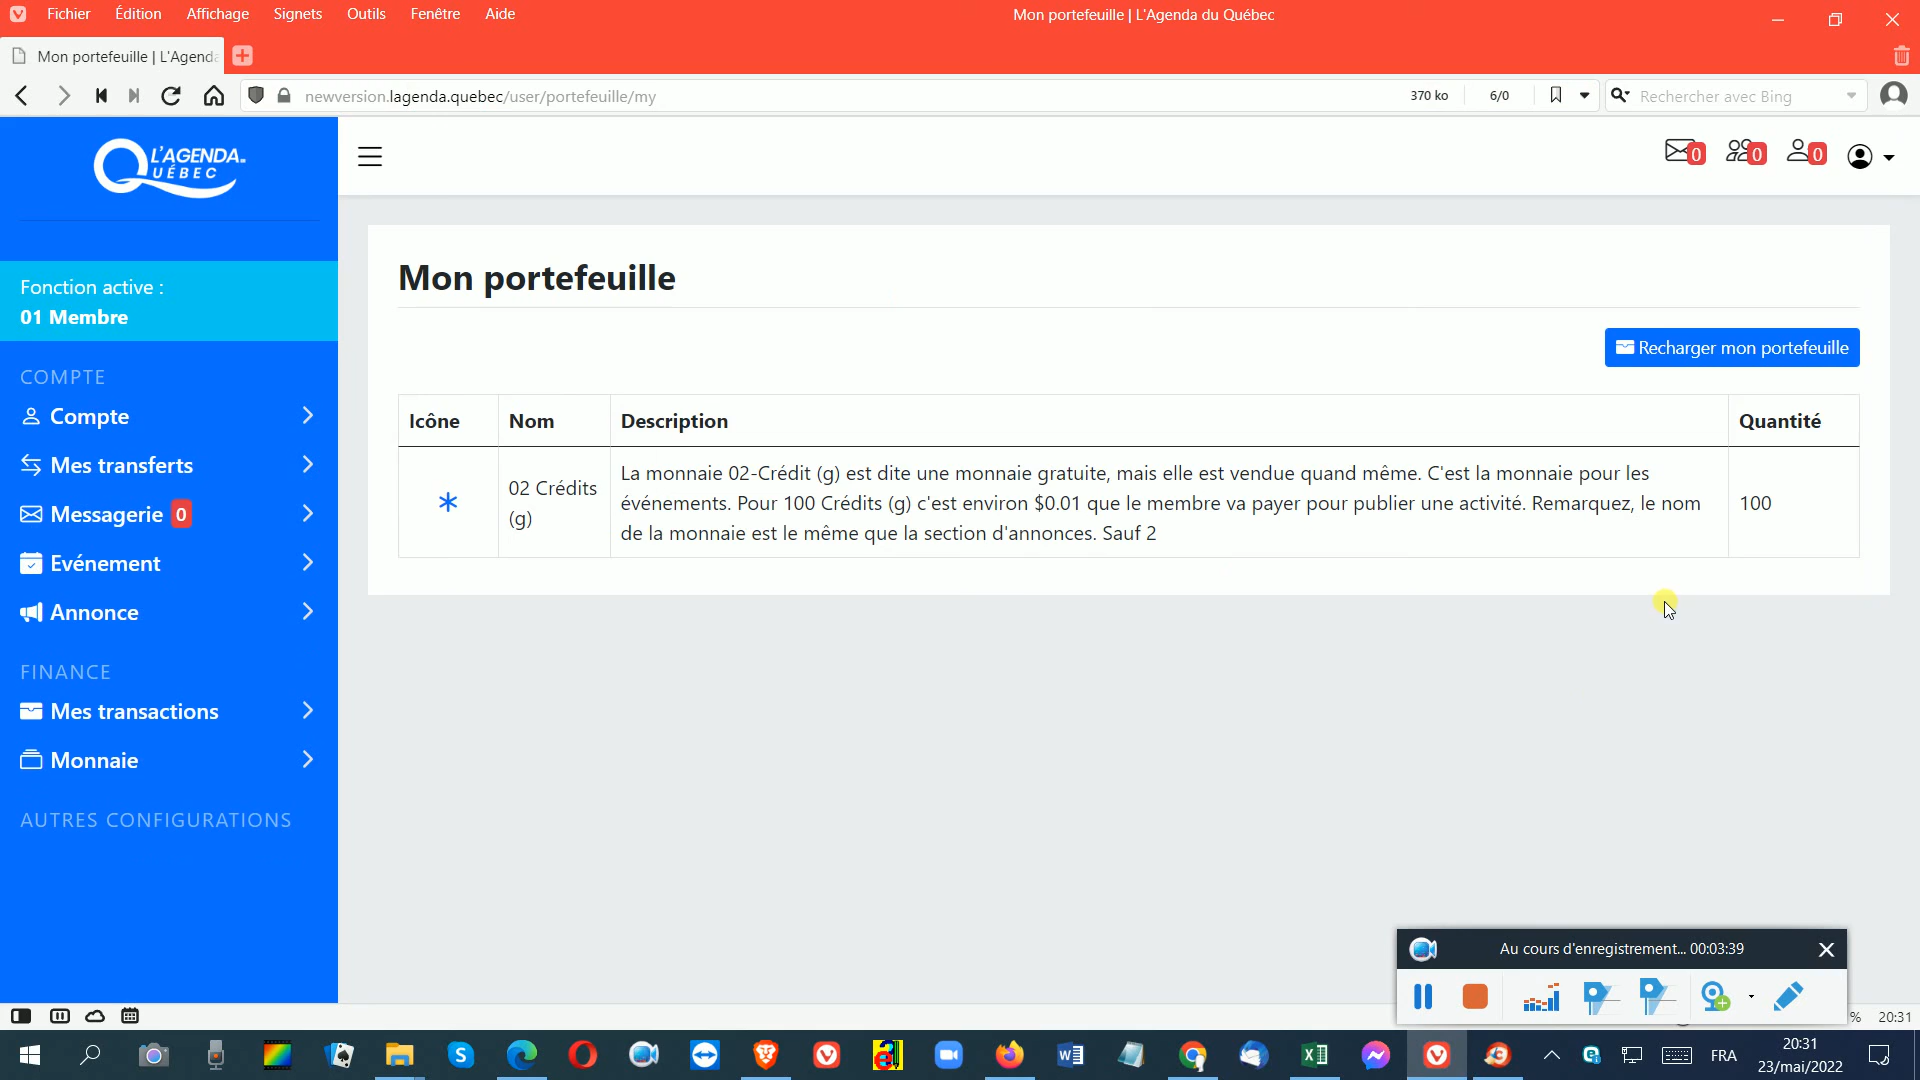 Fichier Édition Affichage Signets Outils Fenêtre Aide
Mon portefeuille | L'Agenda du Québec
Mon portefeuille | L'Agenda
newversion.lagenda.quebec/user/portefeuille/my
370 ko
6/0
Rechercher avec Bing
L'AGENDA
QUÉBEC
0
0
0
Fonction active :
01 Membre
COMPTE
Compte
Mes transferts
Messagerie 0
Evénement
Annonce
FINANCE
Mes transactions
Monnaie
AUTRES CONFIGURATIONS
Mon portefeuille
Recharger mon portefeuille
Icône Nom Description Quantité
02 Crédits
(g)
La monnaie 02-Crédit (g) est dite une monnaie gratuite, mais elle est vendue quand même. C'est la monnaie pour les
événements. Pour 100 Crédits (g) c'est environ $0.01 que le membre va payer pour publier une activité. Remarquez, le nom
de la monnaie est le même que la section d'annonces. Sauf 2
100
Au cours d'enregistrement... 00:03:39
% 20:31
FRA
20:31
23/mai/2022